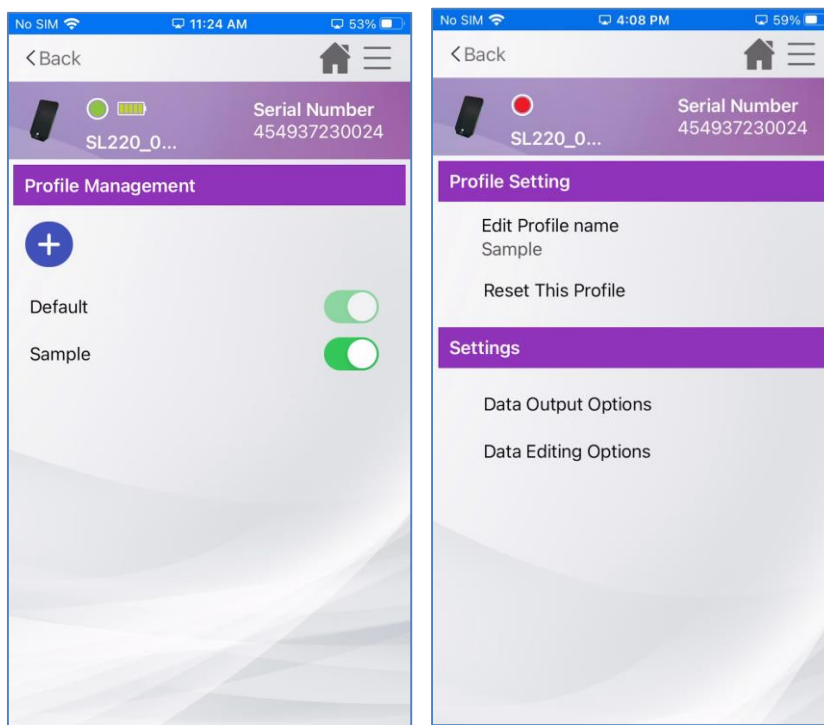 No SIM 11:24 AM 53%
Back
SL220_0...
Serial Number
454937230024
Profile Management
+
Default
Sample
No SIM 4:08 PM 59%
Back
SL220_0...
Serial Number
454937230024
Profile Setting
Edit Profile name
Sample
Reset This Profile
Settings
Data Output Options
Data Editing Options